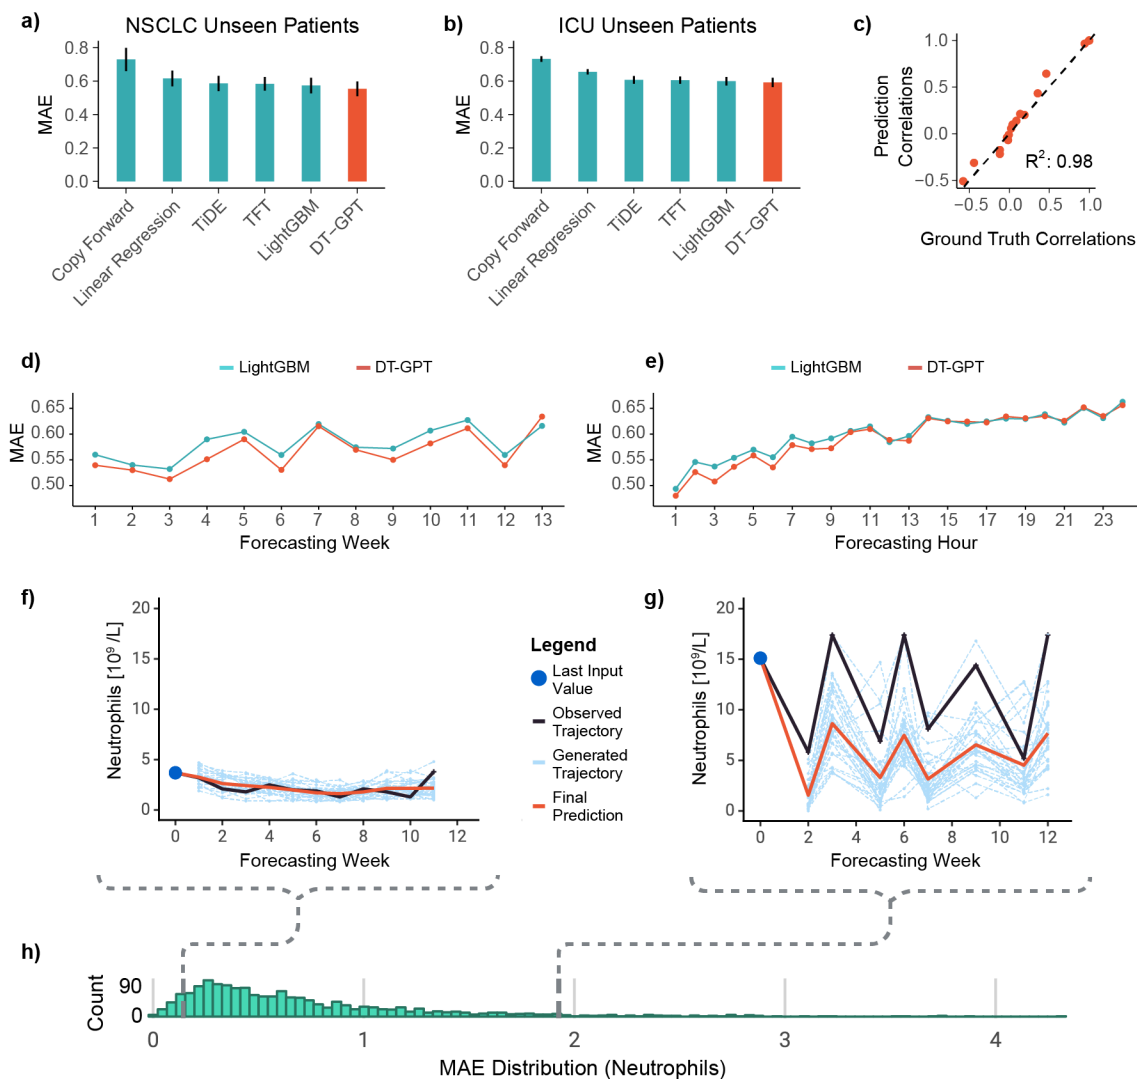 a)
NSCLC Unseen Patients
MAE
0.8
0.6
0.4
0.2
0.0
Copy Forward
Linear Regression
TiDE
TFT
LightGBM
DT−GPT
b)
ICU Unseen Patients
MAE
0.8
0.6
0.4
0.2
0.0
Copy Forward
Linear Regression
TiDE
TFT
LightGBM
DT−GPT
c)
Prediction
Correlations
1.0
0.5
0.0
−0.5
R²: 0.98
−0.5 0.0 0.5 1.0
Ground Truth Correlations
d)
LightGBM DT-GPT
MAE
0.65
0.60
0.55
0.50
1 2 3 4 5 6 7 8 9 10 11 12 13
Forecasting Week
e)
LightGBM DT-GPT
MAE
0.65
0.60
0.55
0.50
1 3 5 7 9 11 13 15 17 19 21 23
Forecasting Hour
f)
Neutrophils [10⁹ /L]
20
15
10
5
0
0 2 4 6 8 10 12
Forecasting Week
Legend
Last Input
Value
Observed
Trajectory
Generated
Trajectory
Final
Prediction
g)
Neutrophils [10⁹/L]
20
15
10
5
0
0 2 4 6 8 10 12
Forecasting Week
h)
Count
90
0
0 1 2 3 4
MAE Distribution (Neutrophils)